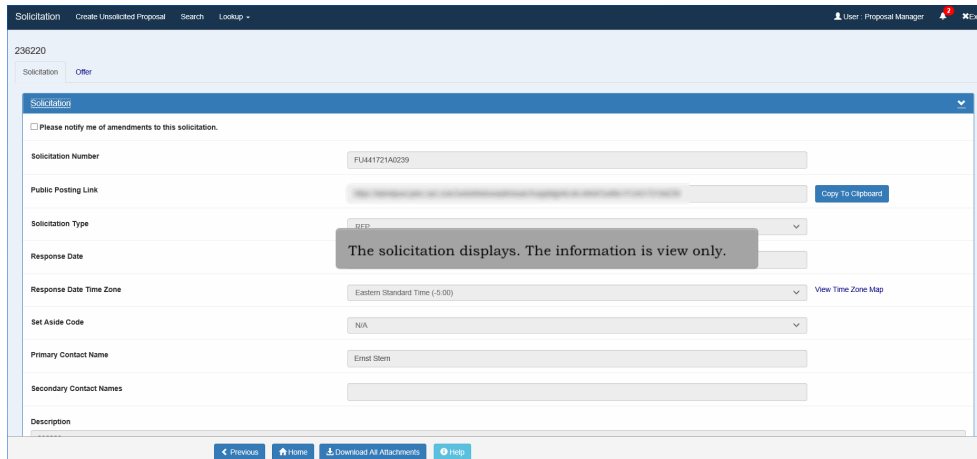 Solicitation Create Unsolicited Proposal Search Lookup
User : Proposal Manager 2 Ex
236220
Solicitation Offer
Solicitation
Please notify me of amendments to this solicitation.
Solicitation Number FU441721A0239
Public Posting Link Copy To Clipboard
Solicitation Type RFP
The solicitation displays. The information is view only.
Response Date
Response Date Time Zone Eastern Standard Time (-5:00) View Time Zone Map
Set Aside Code N/A
Primary Contact Name Ernst Stern
Secondary Contact Names
Description
Previous Home Download All Attachments Help